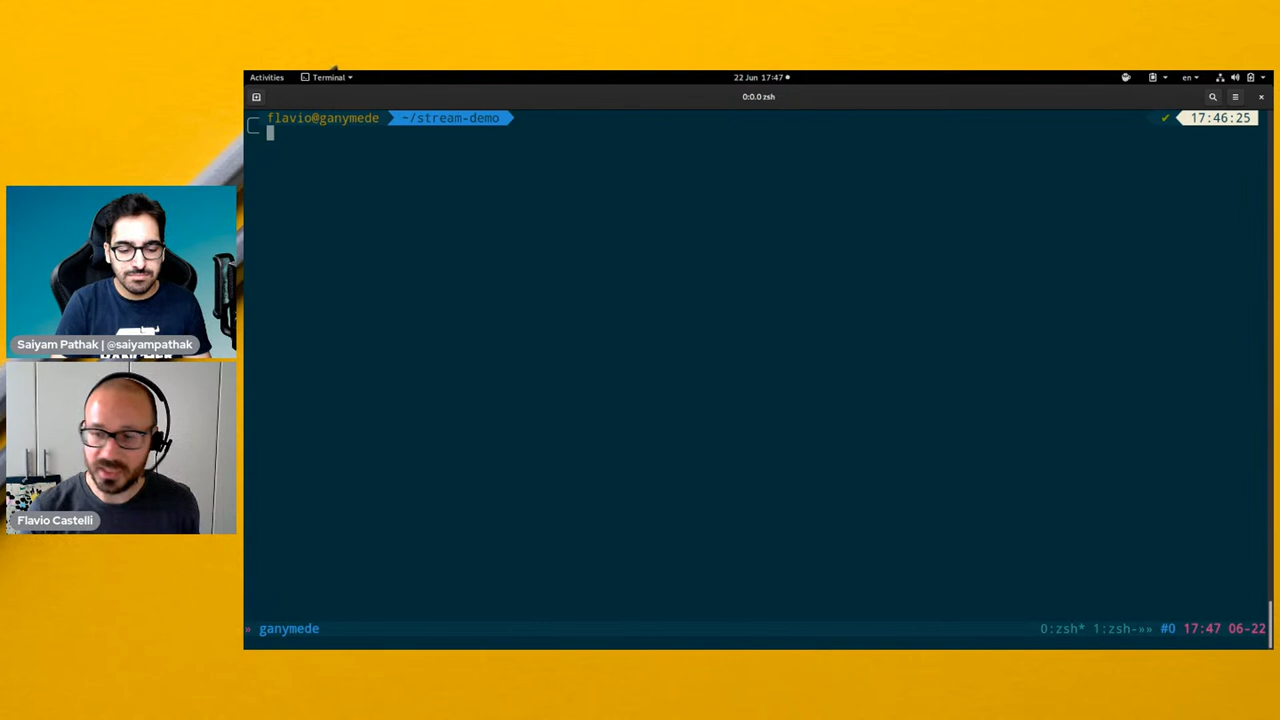 Activities
Terminal
22 Jun 17:47
en
0:0.0 zsh
flavio@ganymede ~/stream-demo
✔ 17:46:25
Saiyam Pathak | @saiyampathak
Flavio Castelli
» ganymede
0:zsh* 1:zsh-»» #0 17:47 06-22